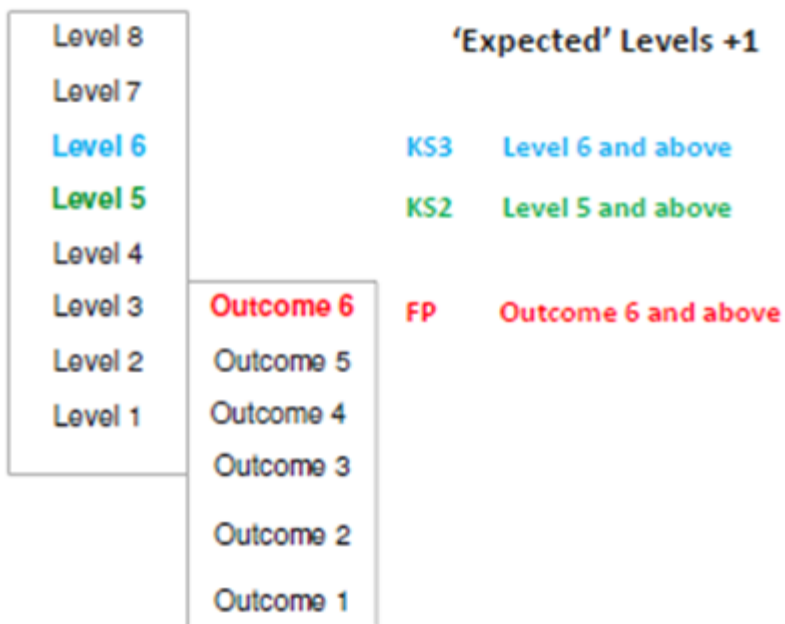 Level 8
Level 7
Level 6
Level 5
Level 4
Level 3
Level 2
Level 1
Outcome 6
Outcome 5
Outcome 4
Outcome 3
Outcome 2
Outcome 1
‘Expected’ Levels +1
KS3 Level 6 and above
KS2 Level 5 and above
FP Outcome 6 and above